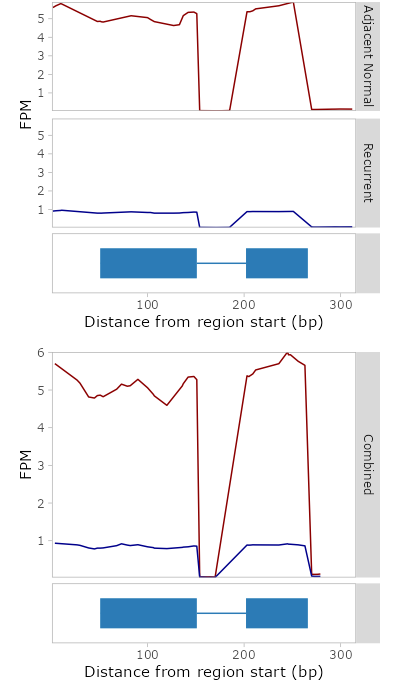 5
4
3
2
1
FPM
Adjacent Normal
5
4
3
2
1
Recurrent
100 200 300
Distance from region start (bp)
6
5
4
3
2
1
FPM
Combined
100 200 300
Distance from region start (bp)